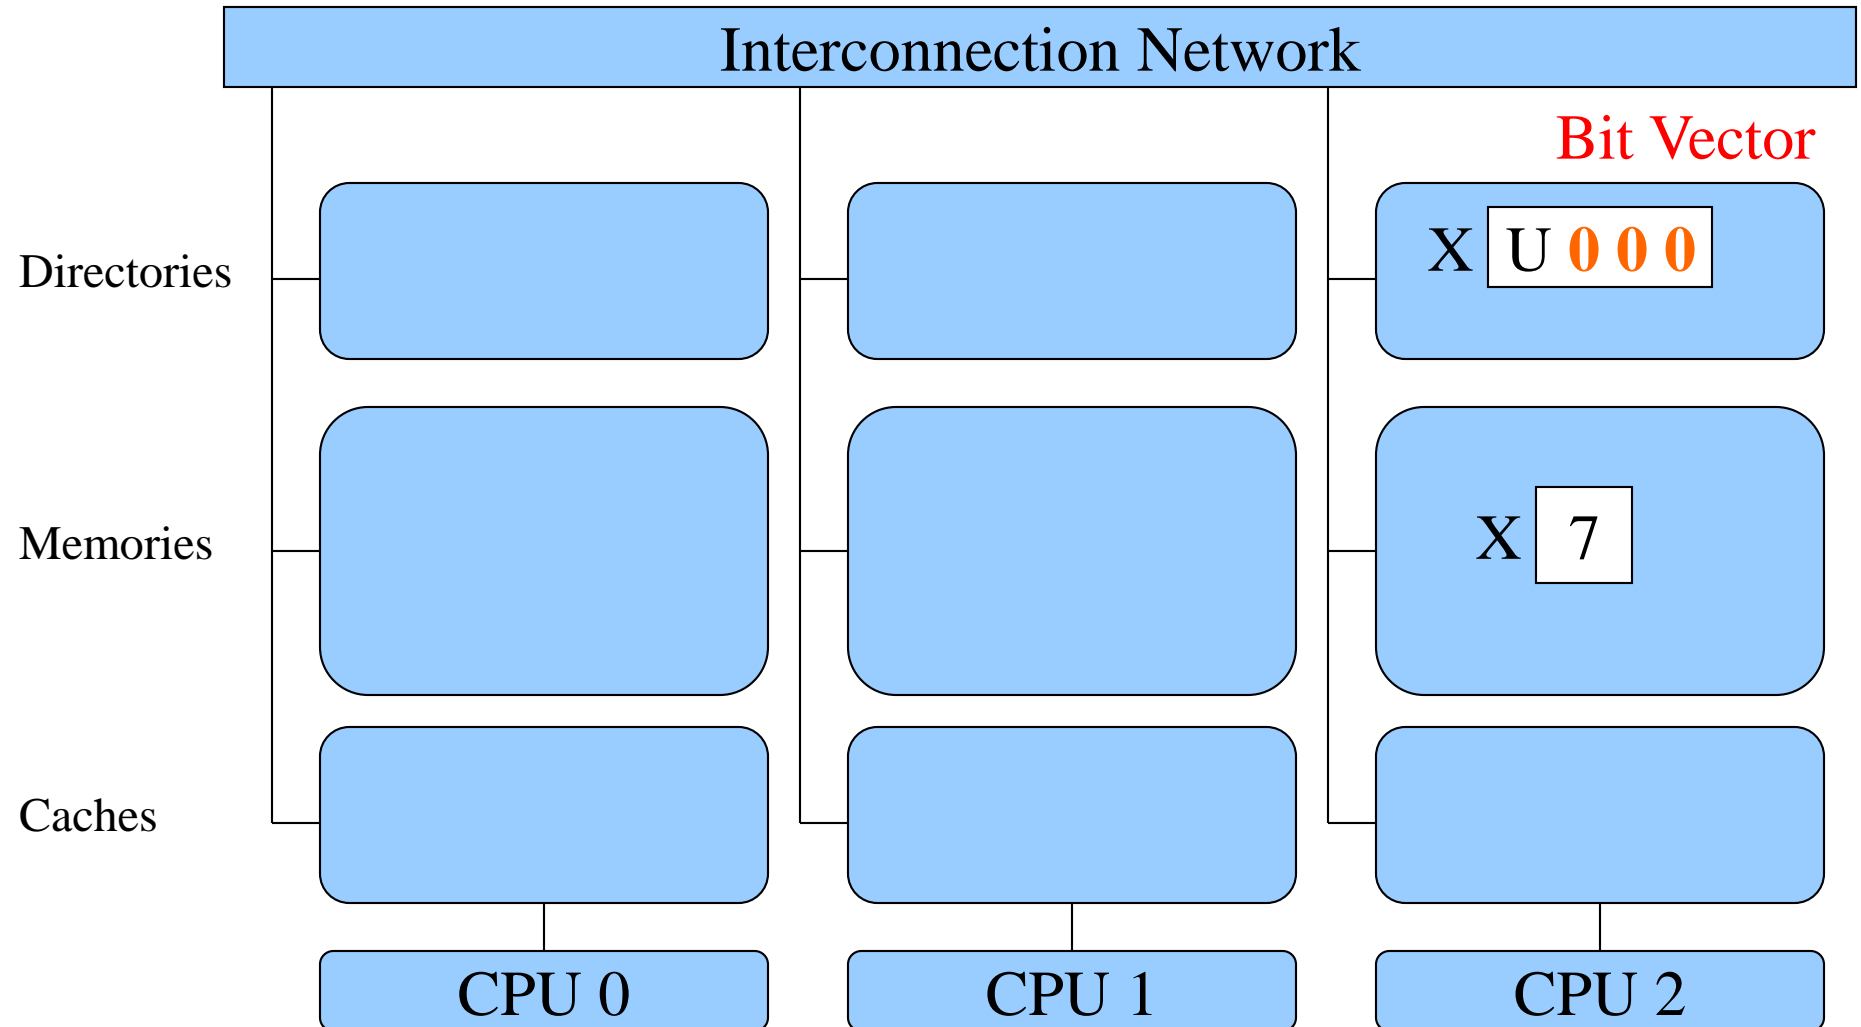 Interconnection Network
Bit Vector
Directories
X U 0 0 0
Memories
X 7
Caches
CPU 0
CPU 1
CPU 2